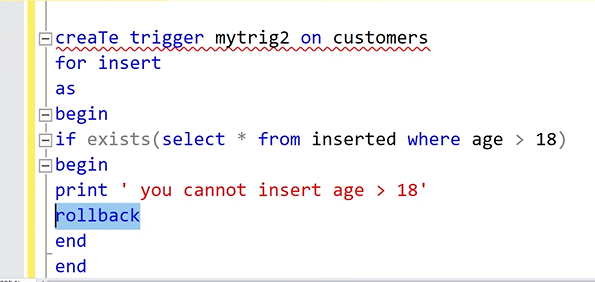 creaTe trigger mytrig2 on customers
for insert
as
begin
if exists(select * from inserted where age > 18)
begin
print ' you cannot insert age > 18'
rollback
end
end